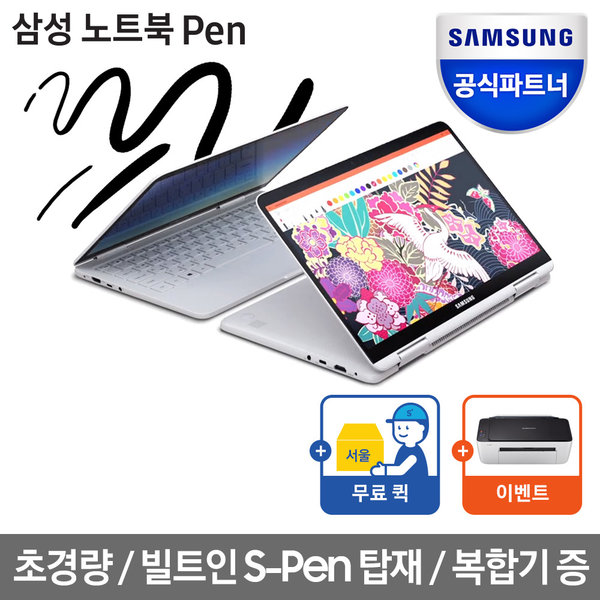 삼성 노트북 Pen
SAMSUNG
공식파트너
SAMSUNG
S
서울
+
무료 퀵
+
이벤트
초경량 / 빌트인 S-Pen 탑재 / 복합기 증